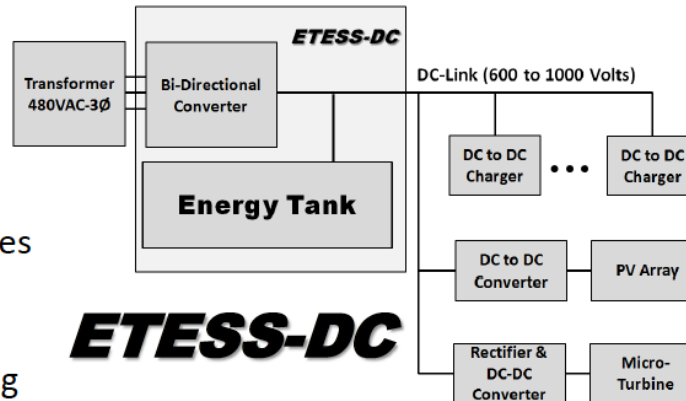 ETESS-DC
Transformer
480VAC-3Ø
Bi-Directional
Converter
DC-Link (600 to 1000 Volts)
DC to DC
Charger
•••
DC to DC
Charger
Energy Tank
es
DC to DC
Converter
PV Array
ETESS-DC
Rectifier &
DC-DC
Converter
Micro-
Turbine
g